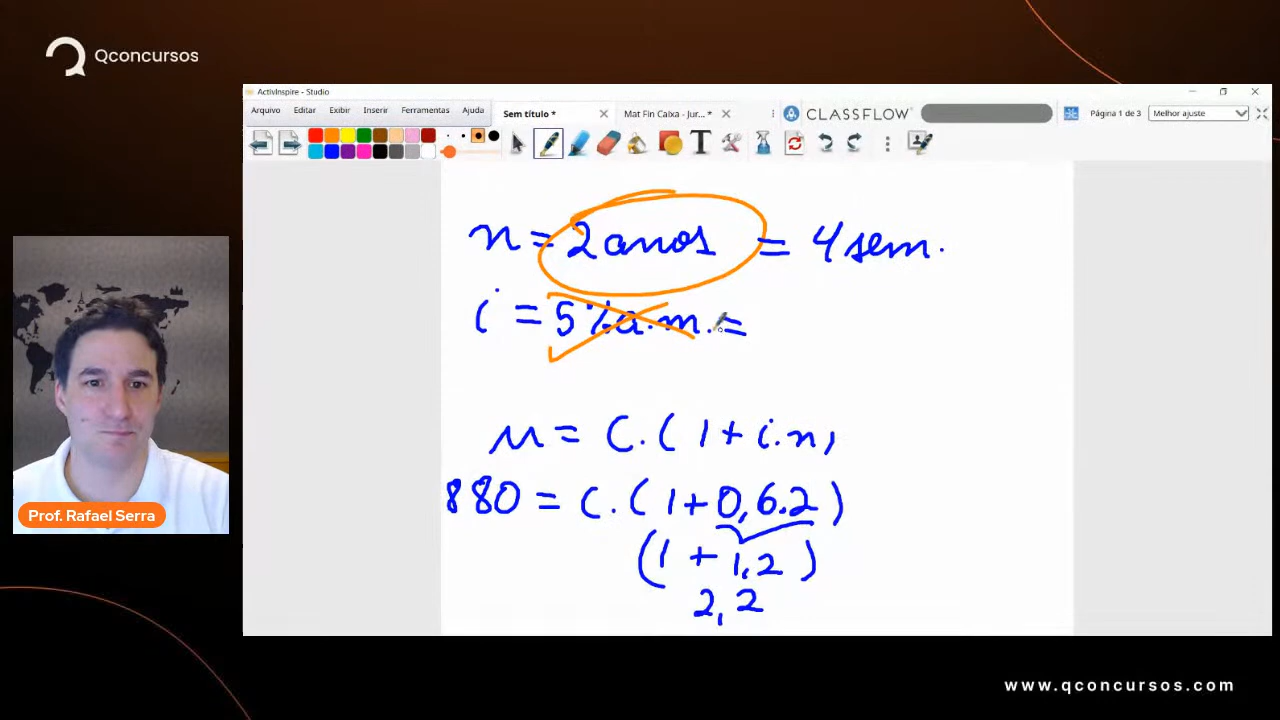 Qconcursos
ActivInspire - Studio
Arquivo Editar Exibir Inserir Ferramentas Ajuda Sem título * Mat Fin Caixa - Jur... * CLASSFLOW Página 1 de 3 Melhor ajuste
n = 2 anos = 4 sem.
i = 5% a.m. =
M = C.(1 + i.n)
880 = C.(1 + 0,6.2)
(1 + 1,2)
2,2
Prof. Rafael Serra
www.qconcursos.com